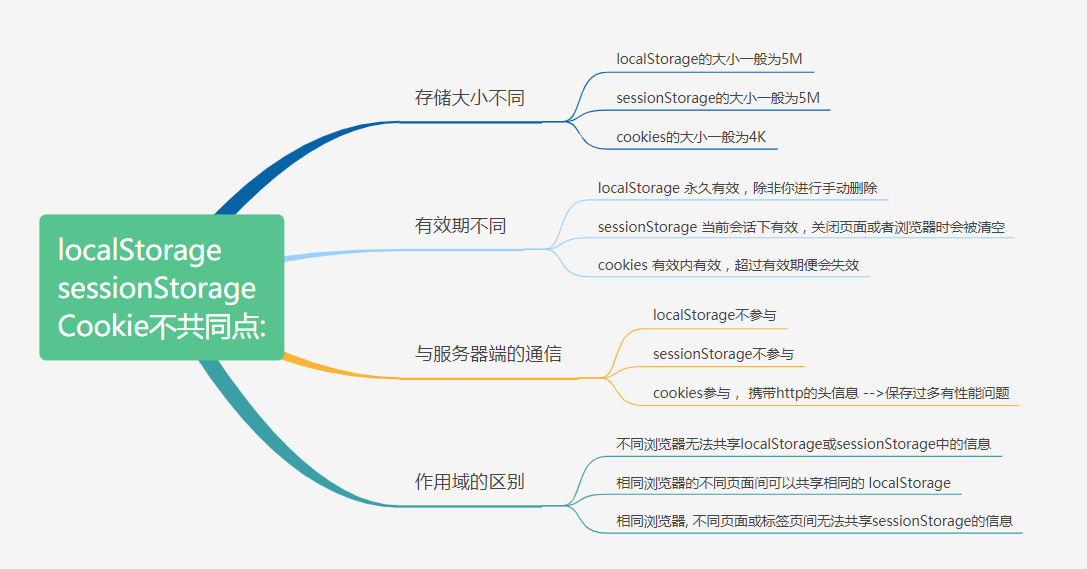 localStorage
sessionStorage
Cookie不共同点:
存储大小不同
localStorage的大小一般为5M
sessionStorage的大小一般为5M
cookies的大小一般为4K
有效期不同
localStorage 永久有效，除非你进行手动删除
sessionStorage 当前会话下有效，关闭页面或者浏览器时会被清空
cookies 有效内有效，超过有效期便会失效
与服务器端的通信
localStorage不参与
sessionStorage不参与
cookies参与， 携带http的头信息 -->保存过多有性能问题
作用域的区别
不同浏览器无法共享localStorage或sessionStorage中的信息
相同浏览器的不同页面间可以共享相同的 localStorage
相同浏览器, 不同页面或标签页间无法共享sessionStorage的信息